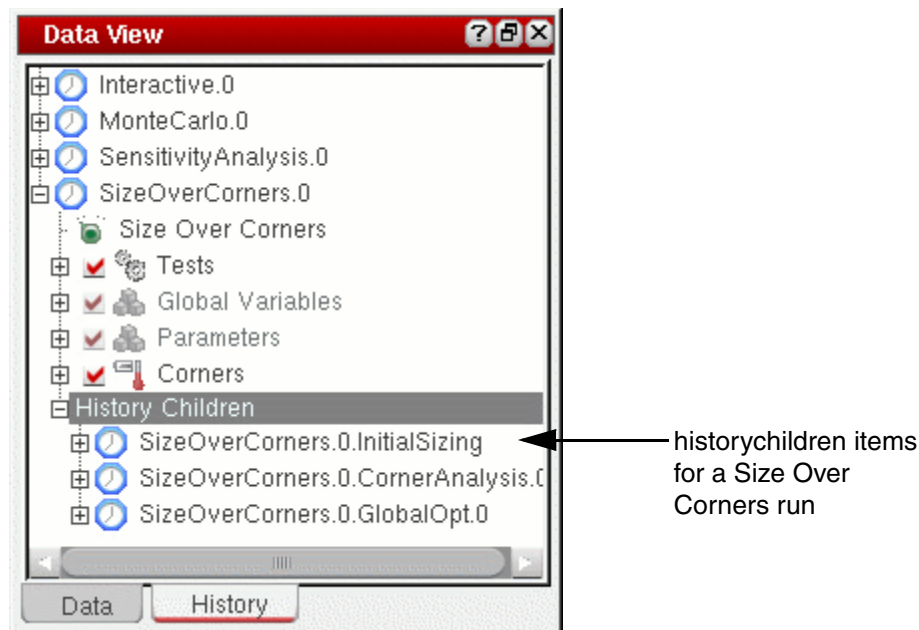 Data View
Interactive.0
MonteCarlo.0
SensitivityAnalysis.0
SizeOverCorners.0
Size Over Corners
Tests
Global Variables
Parameters
Corners
History Children
SizeOverCorners.0.InitialSizing
SizeOverCorners.0.CornerAnalysis.(
SizeOverCorners.0.GlobalOpt.0
historychildren items
for a Size Over
Corners run
Data History